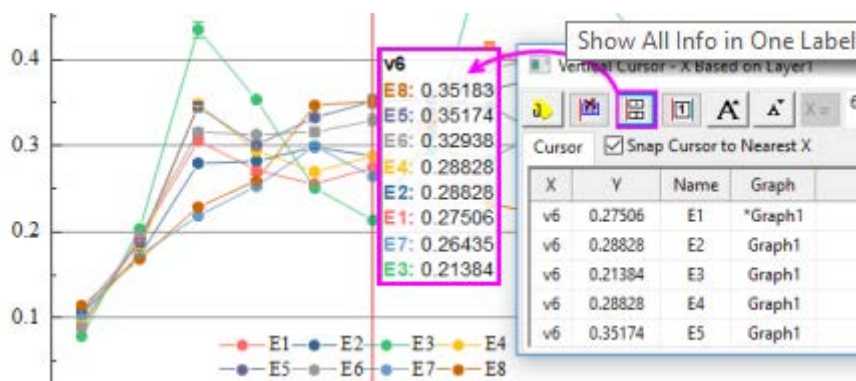 0.4
0.3
0.2
0.1
v6
E8: 0.35183
E5: 0.35174
E6: 0.32938
E4: 0.28828
E2: 0.28828
E1: 0.27506
E7: 0.26435
E3: 0.21384
E1 E2 E3 E4
E5 E6 E7 E8
Show All Info in One Label
Vertical Cursor - X Based on Layer1
A A X = 6
Cursor Snap Cursor to Nearest X
X Y Name Graph
v6 0.27506 E1 *Graph1
v6 0.28828 E2 Graph1
v6 0.21384 E3 Graph1
v6 0.28828 E4 Graph1
v6 0.35174 E5 Graph1